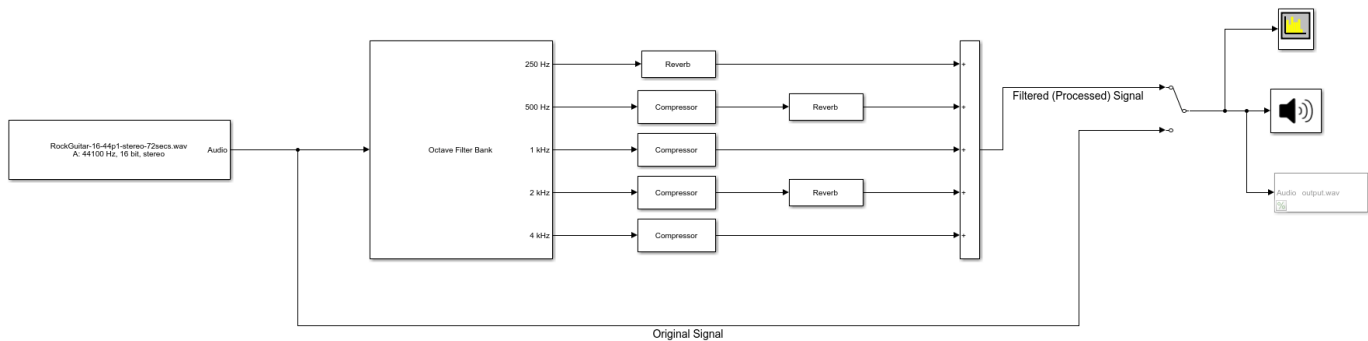 RockGuitar-16-44p1-stereo-72secs.wav
A: 44100 Hz, 16 bit, stereo
Audio
Octave Filter Bank
250 Hz
500 Hz
1 kHz
2 kHz
4 kHz
Reverb
Compressor
Reverb
Compressor
Compressor
Reverb
Compressor
+
+
+
+
+
Filtered (Processed) Signal
Original Signal
Audio output.wav
%